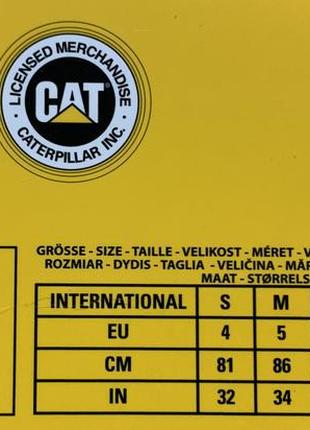 LICENSED MERCHANDISE
CAT
CATERPILLAR INC.
GRÖSSE - SIZE - TAILLE - VELIKOST - MÉRET -
ROZMIAR - DYDIS - TAGLIA - VELIČINA -
MAAT -
INTERNATIONAL S M
EU 4 5
CM 81 86
IN 32 34